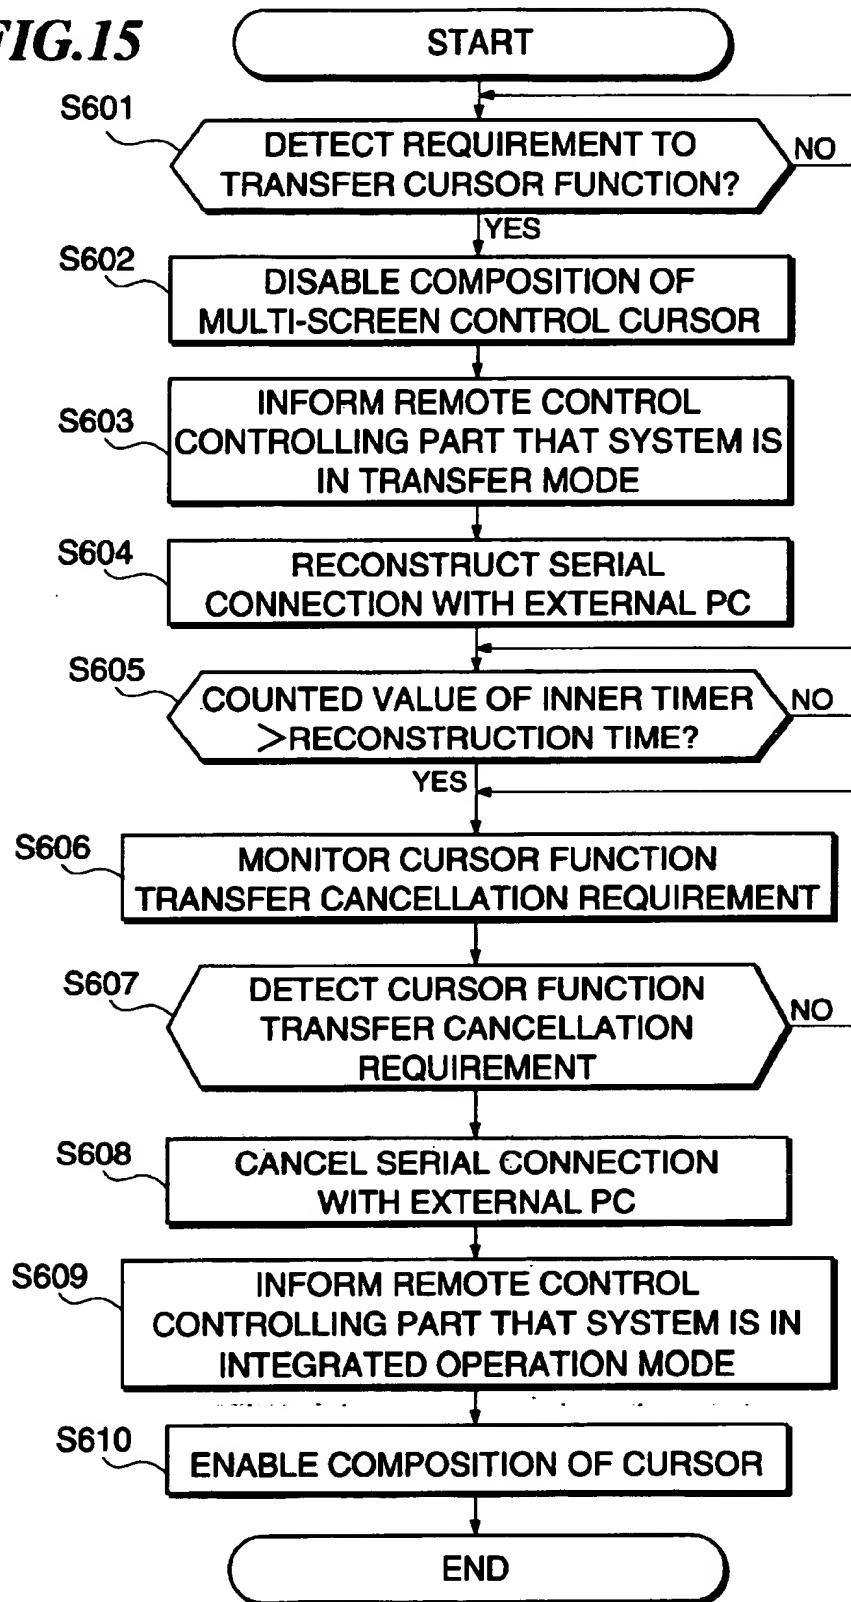 FIG.15
START
S601
DETECT REQUIREMENT TO
TRANSFER CURSOR FUNCTION?
NO
YES
S602
DISABLE COMPOSITION OF
MULTI-SCREEN CONTROL CURSOR
S603
INFORM REMOTE CONTROL
CONTROLLING PART THAT SYSTEM IS
IN TRANSFER MODE
S604
RECONSTRUCT SERIAL
CONNECTION WITH EXTERNAL PC
S605
COUNTED VALUE OF INNER TIMER
>RECONSTRUCTION TIME?
NO
YES
S606
MONITOR CURSOR FUNCTION
TRANSFER CANCELLATION REQUIREMENT
S607
DETECT CURSOR FUNCTION
TRANSFER CANCELLATION
REQUIREMENT
NO
S608
CANCEL SERIAL CONNECTION
WITH EXTERNAL PC
S609
INFORM REMOTE CONTROL
CONTROLLING PART THAT SYSTEM IS IN
INTEGRATED OPERATION MODE
S610
ENABLE COMPOSITION OF CURSOR
END